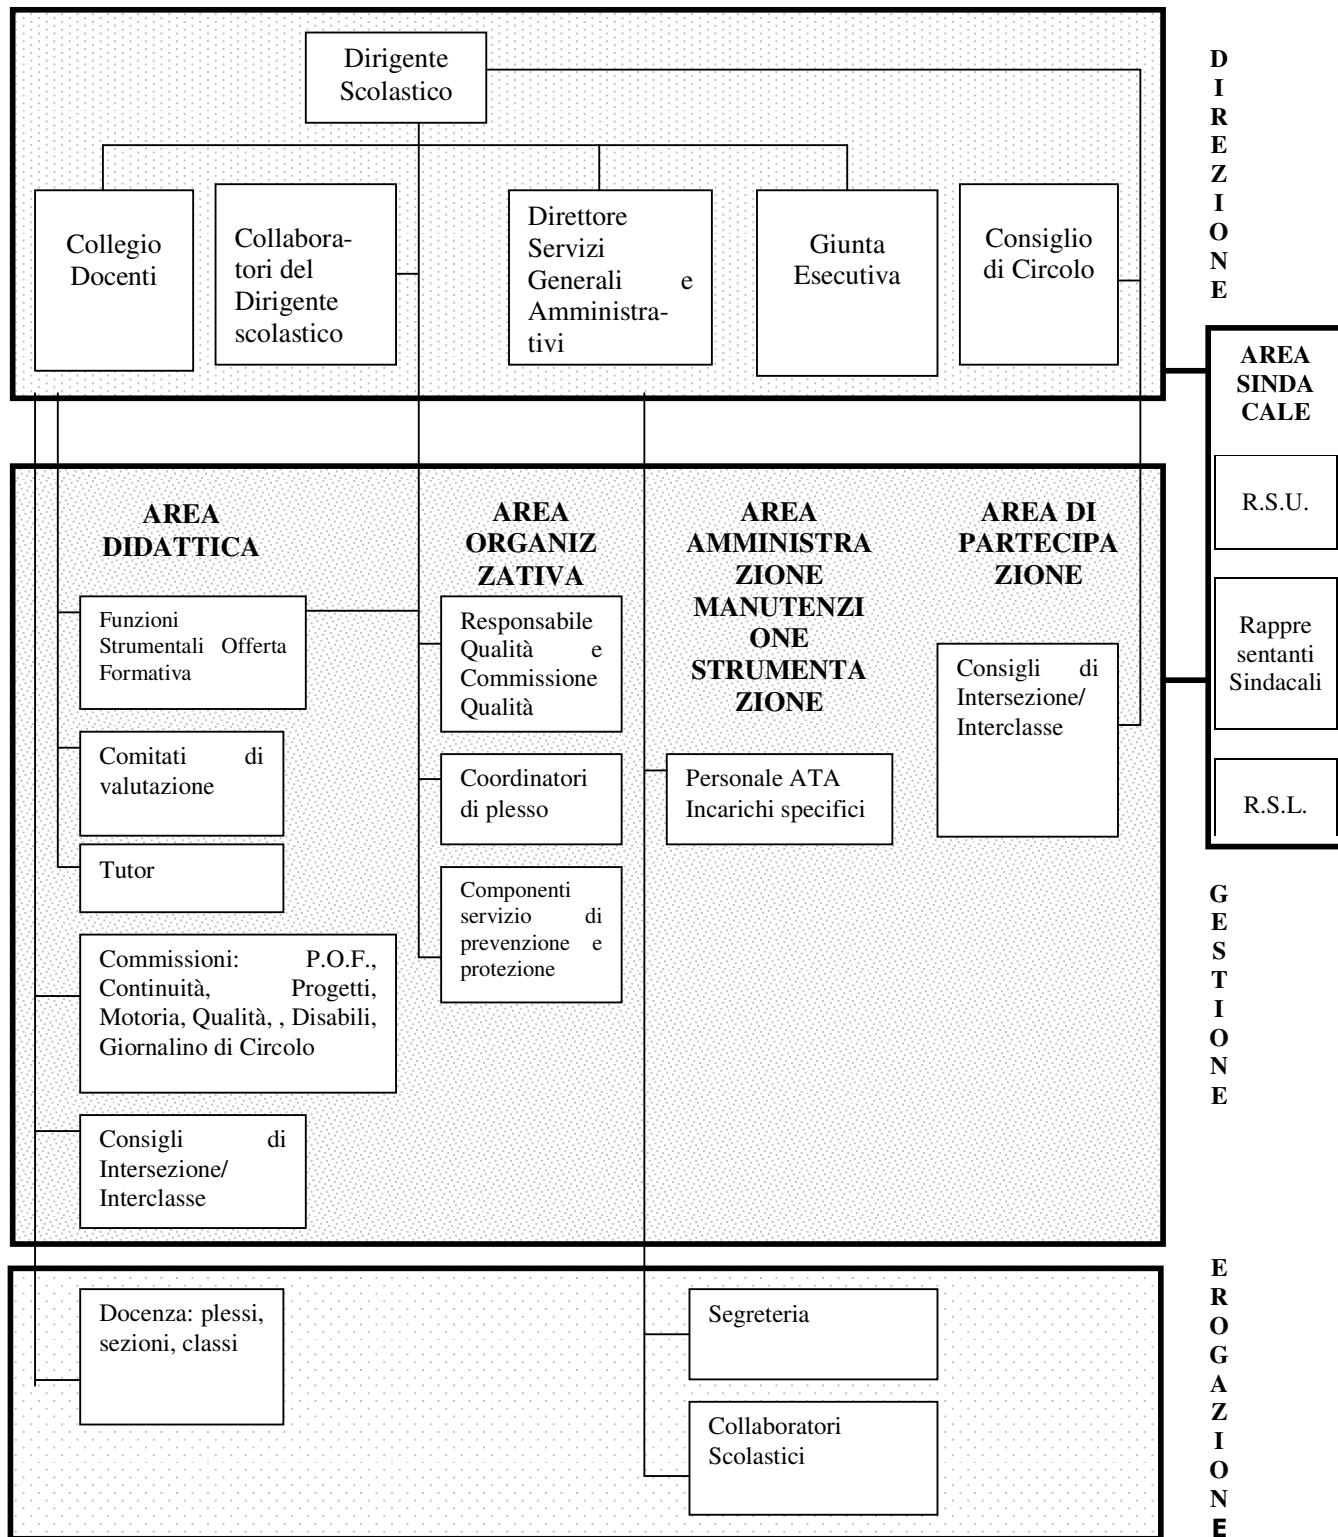 Dirigente
Scolastico
Collegio
Docenti
Collabora-
tori del
Dirigente
scolastico
Direttore
Servizi
Generali e
Amministra-
tivi
Giunta
Esecutiva
Consiglio
di Circolo
DIREZIONE
AREA
SINDA
CALE
R.S.U.
Rappre
sentanti
Sindacali
R.S.L.
AREA
DIDATTICA
Funzioni
Strumentali Offerta
Formativa
Comitati di
valutazione
Tutor
Commissioni: P.O.F.,
Continuità, Progetti,
Motoria, Qualità, , Disabili,
Giornalino di Circolo
Consigli di
Intersezione/
Interclasse
AREA
ORGANIZ
ZATIVA
Responsabile
Qualità e
Commissione
Qualità
Coordinatori
di plesso
Componenti
servizio di
prevenzione e
protezione
AREA
AMMINISTRA
ZIONE
MANUTENZI
ONE
STRUMENTA
ZIONE
Personale ATA
Incarichi specifici
AREA DI
PARTECIPA
ZIONE
Consigli di
Intersezione/
Interclasse
GESTIONE
Docenza: plessi,
sezioni, classi
Segreteria
Collaboratori
Scolastici
EROGAZIONE